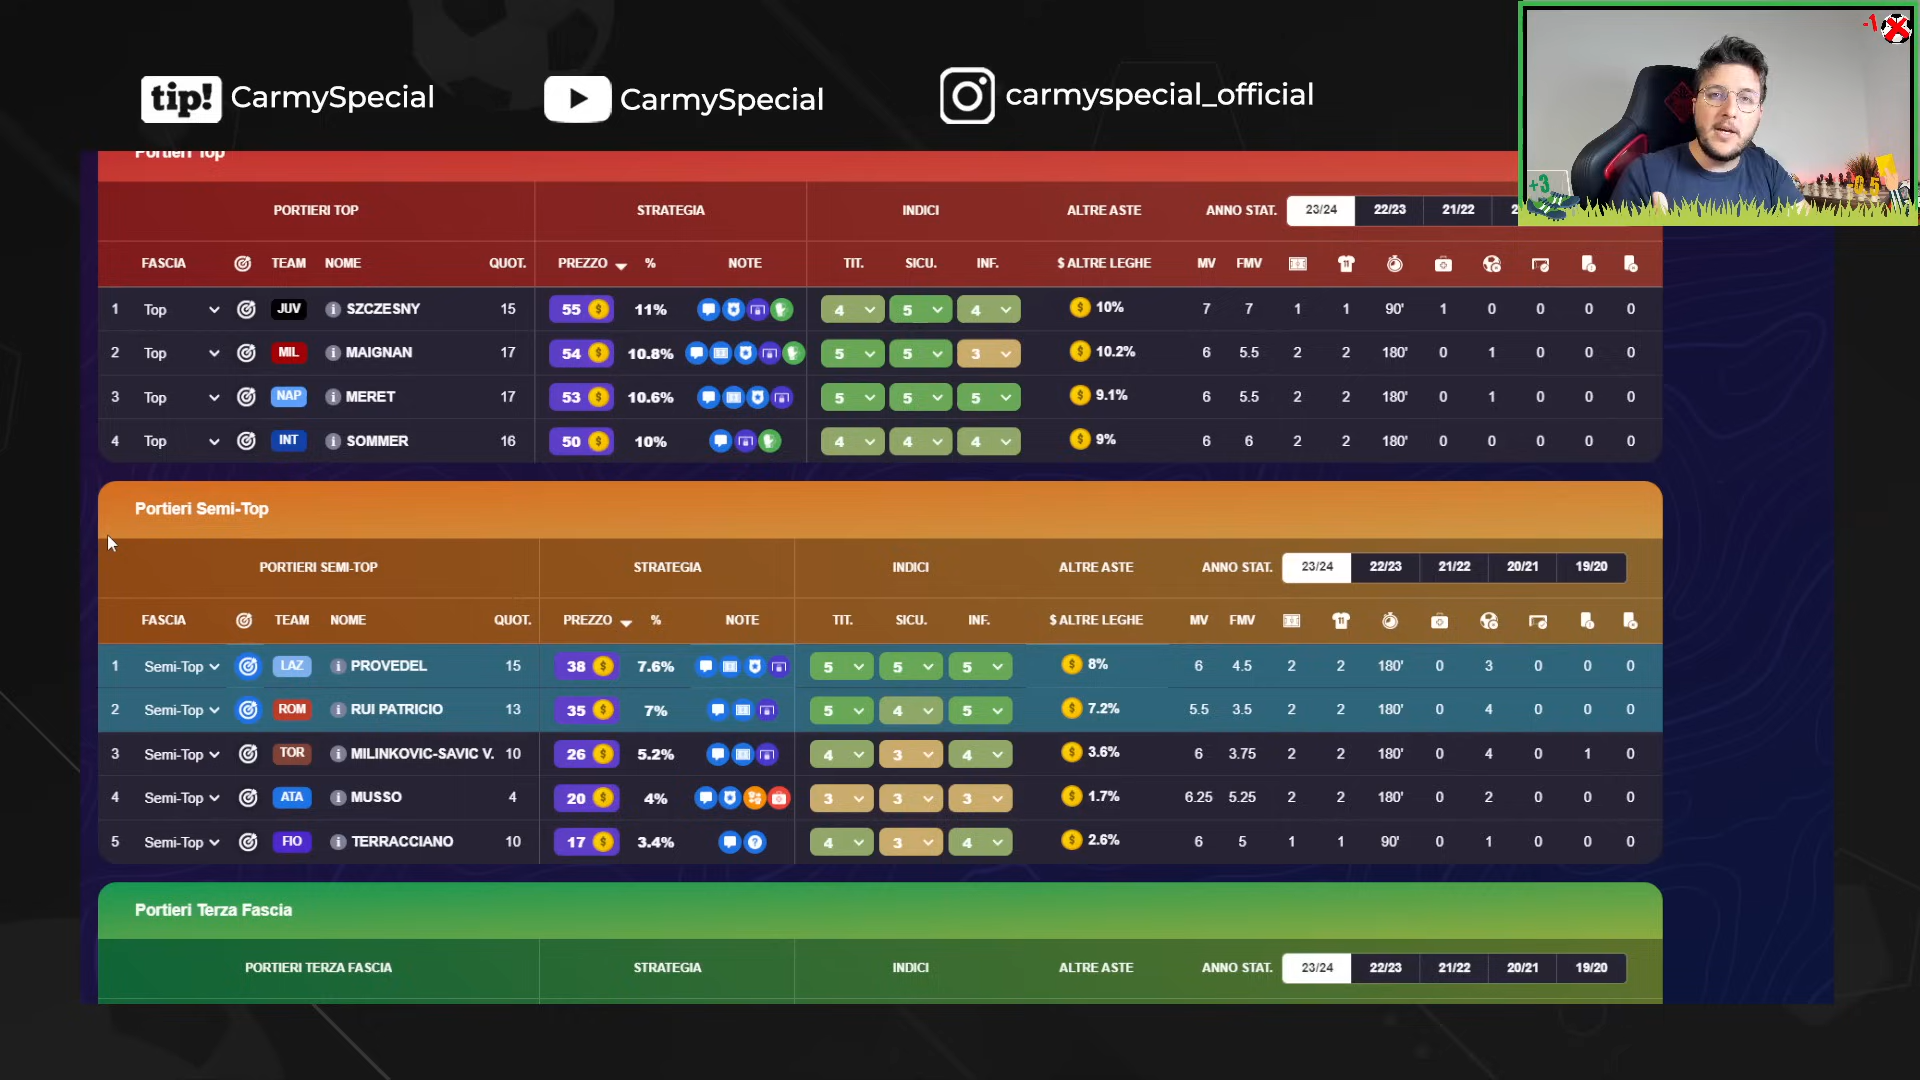 tip! CarmySpecial
CarmySpecial
carmyspecial_official
-1
+3
-0.5
Portieri Top
PORTIERI TOP STRATEGIA INDICI ALTRE ASTE ANNO STAT. 23/24 22/23 21/22
FASCIA TEAM NOME QUOT. PREZZO % NOTE TIT. SICU. INF. $ ALTRE LEGHE MV FMV
1 Top JUV SZCZESNY 15 55 11% 4 5 4 10% 7 7 1 1 90' 1 0 0 0 0
2 Top MIL MAIGNAN 17 54 10.8% 5 5 3 10.2% 6 5.5 2 2 180' 0 1 0 0 0
3 Top NAP MERET 17 53 10.6% 5 5 5 9.1% 6 5.5 2 2 180' 0 1 0 0 0
4 Top INT SOMMER 16 50 10% 4 4 4 9% 6 6 2 2 180' 0 0 0 0 0
Portieri Semi-Top
PORTIERI SEMI-TOP STRATEGIA INDICI ALTRE ASTE ANNO STAT. 23/24 22/23 21/22 20/21 19/20
FASCIA TEAM NOME QUOT. PREZZO % NOTE TIT. SICU. INF. $ ALTRE LEGHE MV FMV
1 Semi-Top LAZ PROVEDEL 15 38 7.6% 5 5 5 8% 6 4.5 2 2 180' 0 3 0 0 0
2 Semi-Top ROM RUI PATRICIO 13 35 7% 5 4 5 7.2% 5.5 3.5 2 2 180' 0 4 0 0 0
3 Semi-Top TOR MILINKOVIC-SAVIC V. 10 26 5.2% 4 3 4 3.6% 6 3.75 2 2 180' 0 4 0 1 0
4 Semi-Top ATA MUSSO 4 20 4% 3 3 3 1.7% 6.25 5.25 2 2 180' 0 2 0 0 0
5 Semi-Top FIO TERRACCIANO 10 17 3.4% 4 3 4 2.6% 6 5 1 1 90' 0 1 0 0 0
Portieri Terza Fascia
PORTIERI TERZA FASCIA STRATEGIA INDICI ALTRE ASTE ANNO STAT. 23/24 22/23 21/22 20/21 19/20